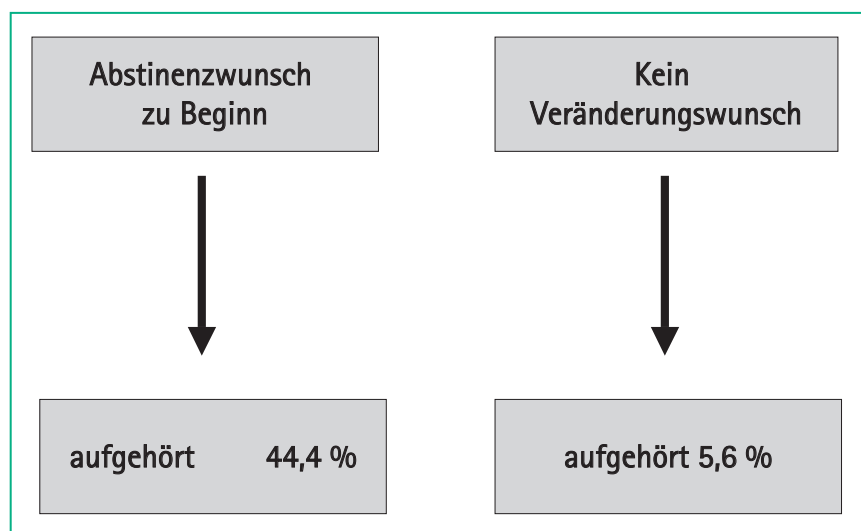 Abstinenzwunsch
zu Beginn
Kein
Veränderungswunsch
aufgehört 44,4 %
aufgehört 5,6 %